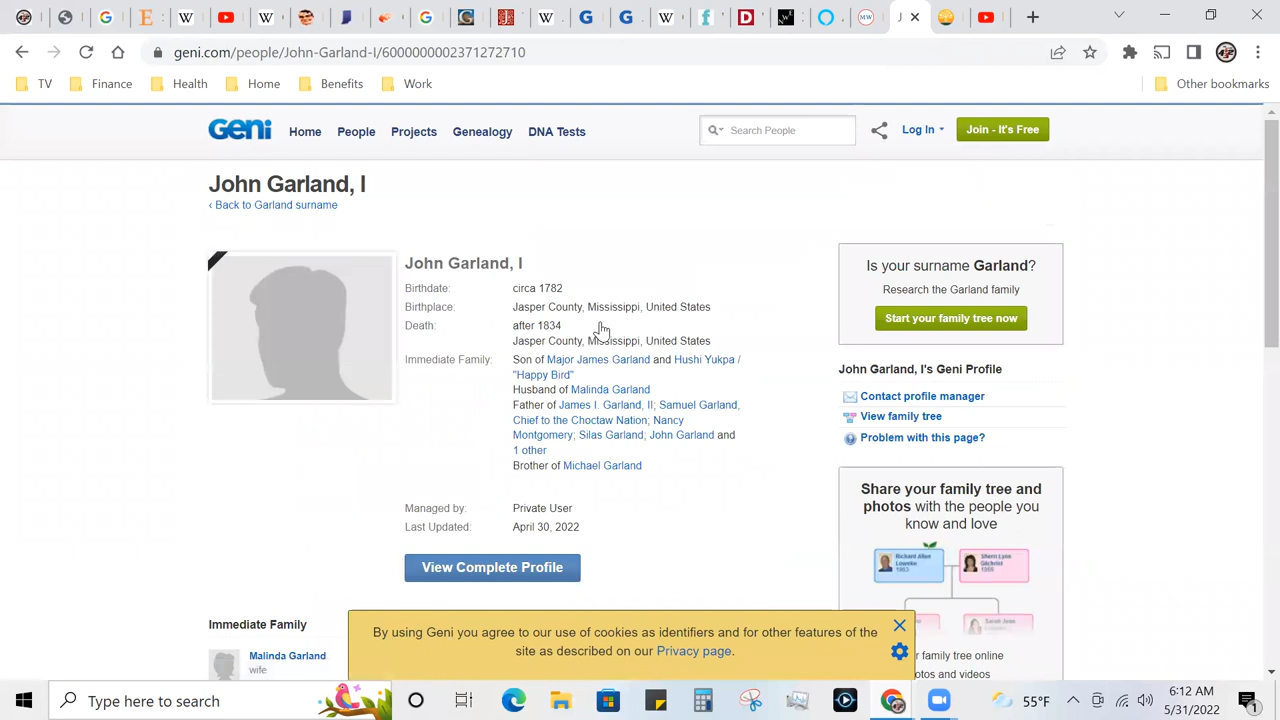 geni.com/people/John-Garland-I/6000000002371272710
TV Finance Health Home Benefits Work Other bookmarks
Geni Home People Projects Genealogy DNA Tests Search People Log In Join - It's Free
John Garland, I
‹ Back to Garland surname
John Garland, I
Birthdate: circa 1782
Birthplace: Jasper County, Mississippi, United States
Death: after 1834
Jasper County, Mississippi, United States
Immediate Family: Son of Major James Garland and Hushi Yukpa /
"Happy Bird"
Husband of Malinda Garland
Father of James I. Garland, II; Samuel Garland,
Chief to the Choctaw Nation; Nancy
Montgomery; Silas Garland; John Garland and
1 other
Brother of Michael Garland
Managed by: Private User
Last Updated: April 30, 2022
View Complete Profile
Immediate Family
Malinda Garland
wife
Is your surname Garland?
Research the Garland family
Start your family tree now
John Garland, I's Geni Profile
Contact profile manager
View family tree
Problem with this page?
Share your family tree and
photos with the people you
know and love
By using Geni you agree to our use of cookies as identifiers and for other features of the
site as described on our Privacy page.
r family tree online
otos and videos
Type here to search
55°F
6:12 AM
5/31/2022